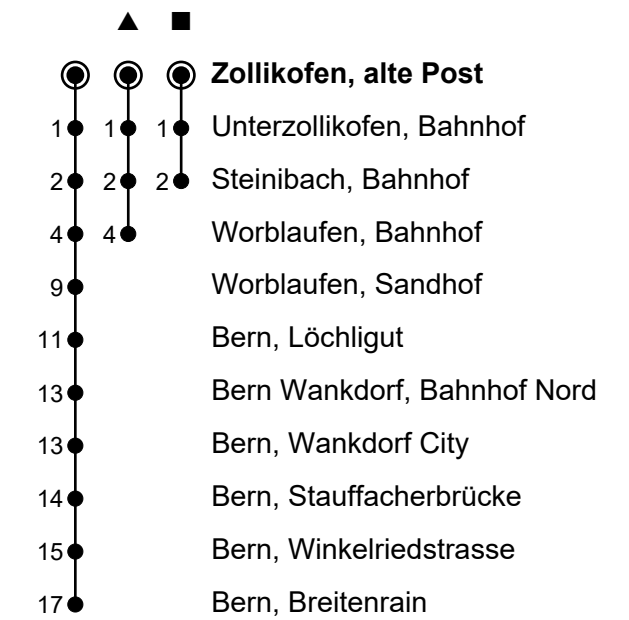 ▲ ■
Zollikofen, alte Post
1 1 1 Unterzollikofen, Bahnhof
2 2 2 Steinibach, Bahnhof
4 4 Worblaufen, Bahnhof
9 Worblaufen, Sandhof
11 Bern, Löchligut
13 Bern Wankdorf, Bahnhof Nord
13 Bern, Wankdorf City
14 Bern, Stauffacherbrücke
15 Bern, Winkelriedstrasse
17 Bern, Breitenrain